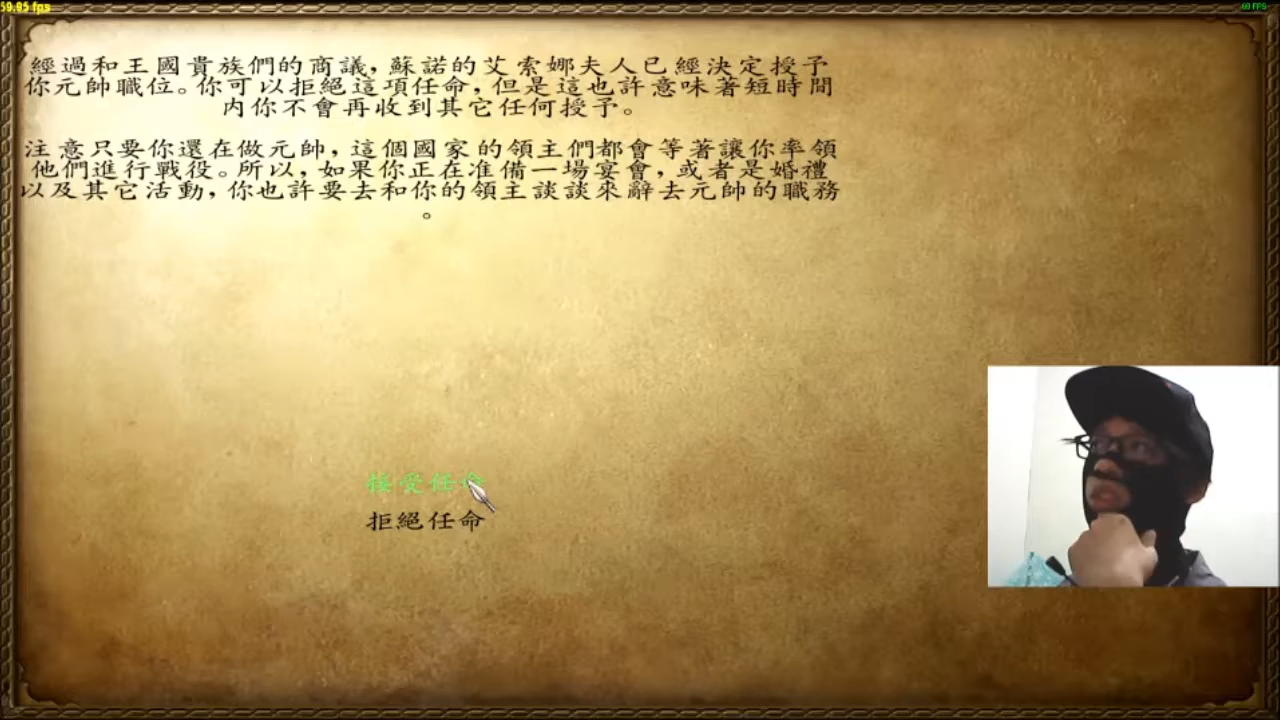 59.95 fps
60 FPS
經過和王國貴族們的商議,蘇諾的艾索娜夫人已經決定授予
你元帥職位。你可以拒絕這項任命,但是這也許意味著短時間
內你不會再收到其它任何授予。
注意只要你還在做元帥,這個國家的領主們都會等著讓你率領
他們進行戰役。所以,如果你正在准備一場宴會,或者是婚禮
以及其它活動,你也許要去和你的領主談談來辭去元帥的職務
。
接受任命
拒絕任命